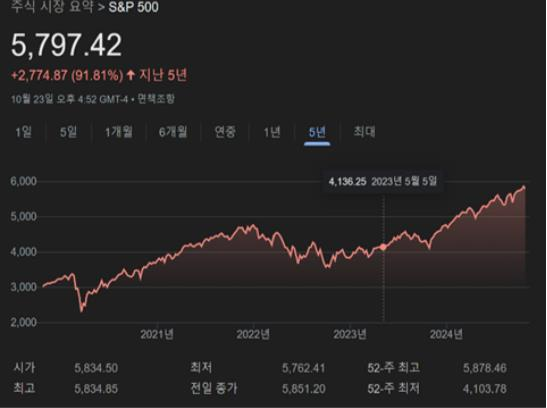 주식 시장 요약 > S&P 500
5,797.42
+2,774.87 (91.81%) ↑ 지난 5년
10월 23일 오후 4:52 GMT-4 • 면책조항
1일 5일 1개월 6개월 연중 1년 5년 최대
4,136.25 2023년 5월 5일
6,000
5,000
4,000
3,000
2,000
2021년 2022년 2023년 2024년
시가 5,834.50 최저 5,762.41 52-주 최고 5,878.46
최고 5,834.85 전일 종가 5,851.20 52-주 최저 4,103.78